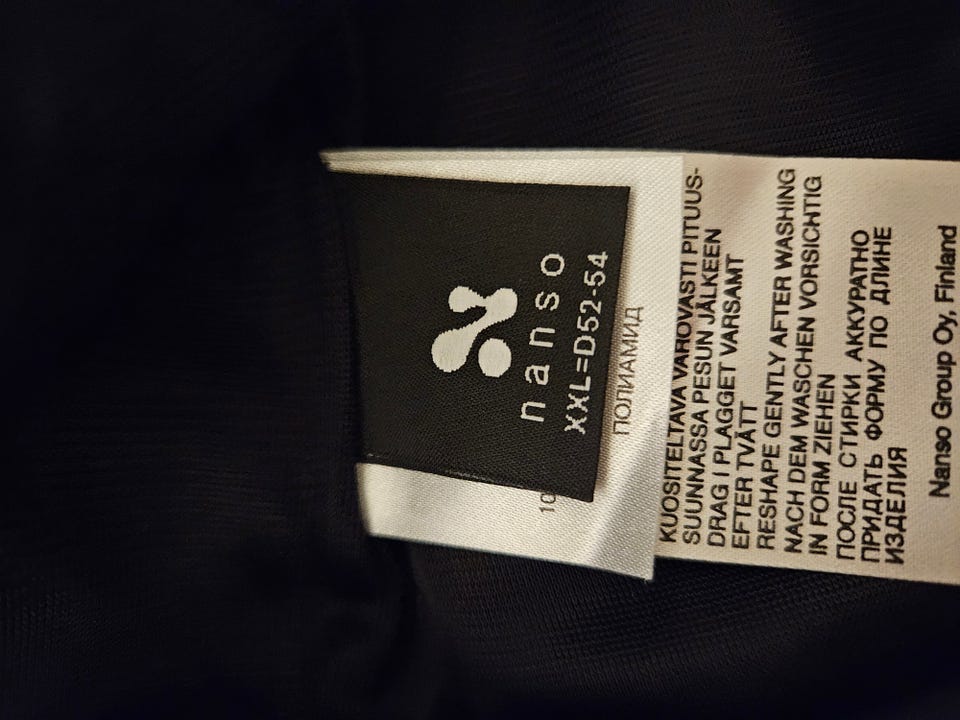 nanso
XXL=D52-54
10
ПОЛИАМИД
KUOSITELTAVA VAROVASTI PITUUS-
SUUNNASSA PESUN JÄLKEEN
DRAG I PLAGGET VARSAMT
EFTER TVÄTT
RESHAPE GENTLY AFTER WASHING
NACH DEM WASCHEN VORSICHTIG
IN FORM ZIEHEN
ПОСЛЕ СТИРКИ АККУРАТНО
ПРИДАТЬ ФОРМУ ПО ДЛИНЕ
ИЗДЕЛИЯ
Nanso Group Oy, Finland